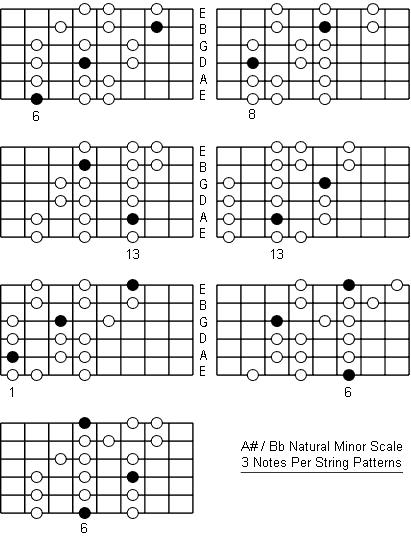 E
B
G
D
A
E
6
8
E
B
G
D
A
E
13
13
E
B
G
D
A
E
1
6
6
A# / Bb Natural Minor Scale
3 Notes Per String Patterns